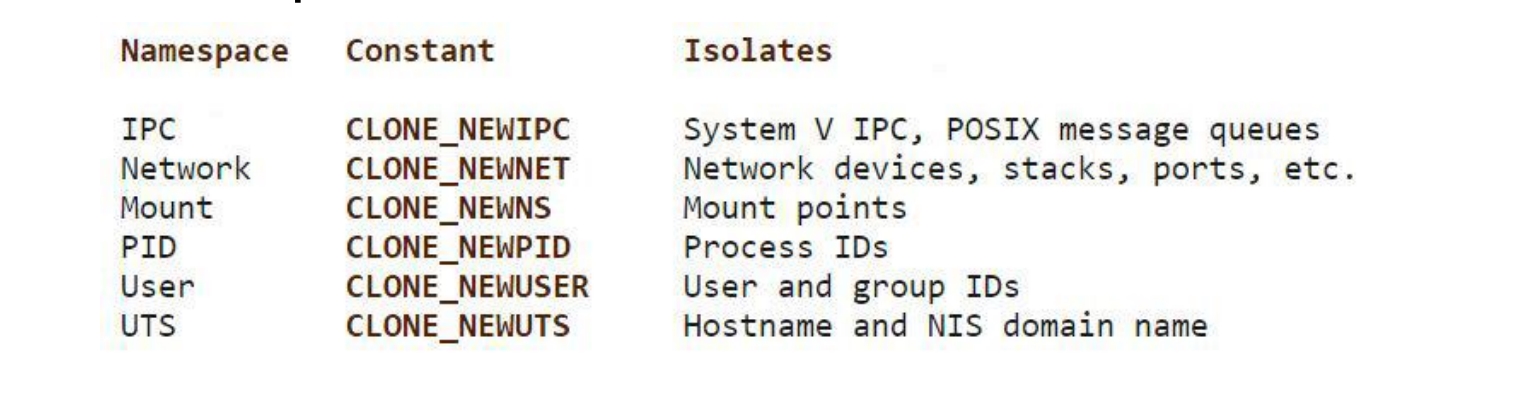 Namespace Constant Isolates
IPC CLONE_NEWIPC System V IPC, POSIX message queues
Network CLONE_NEWNET Network devices, stacks, ports, etc.
Mount CLONE_NEWNS Mount points
PID CLONE_NEWPID Process IDs
User CLONE_NEWUSER User and group IDs
UTS CLONE_NEWUTS Hostname and NIS domain name